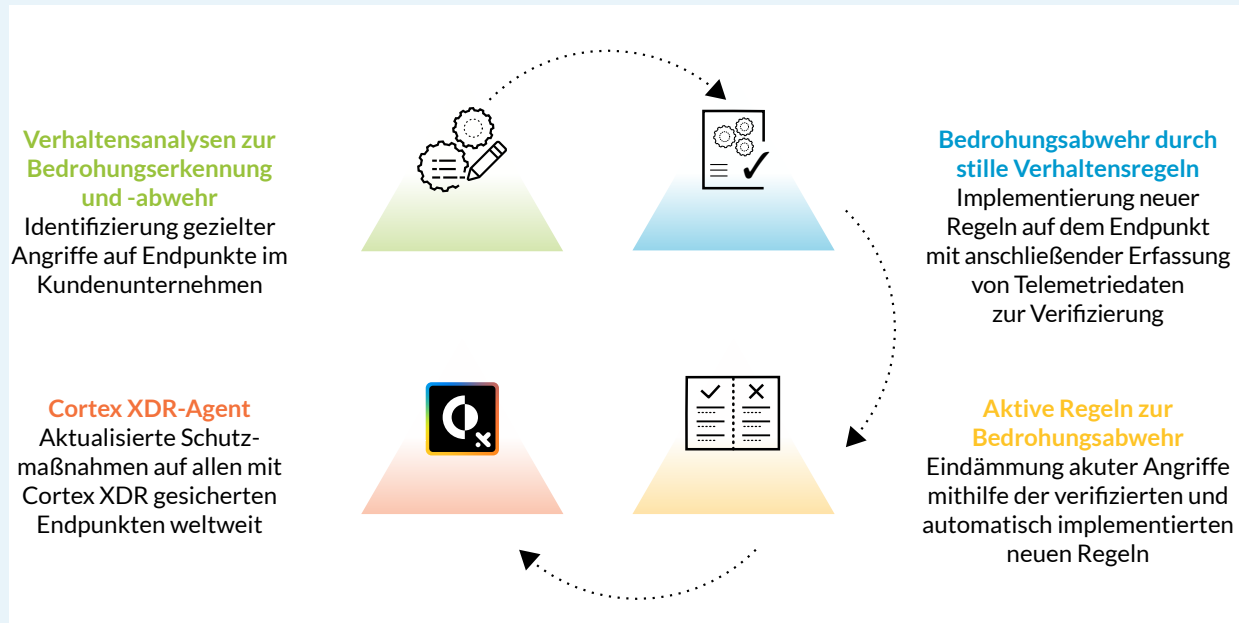 Verhaltensanalysen zur
Bedrohungserkennung
und -abwehr
Identifizierung gezielter
Angriffe auf Endpunkte im
Kundenunternehmen
Bedrohungsabwehr durch
stille Verhaltensregeln
Implementierung neuer
Regeln auf dem Endpunkt
mit anschließender Erfassung
von Telemetriedaten
zur Verifizierung
Cortex XDR-Agent
Aktualisierte Schutz-
maßnahmen auf allen mit
Cortex XDR gesicherten
Endpunkten weltweit
Aktive Regeln zur
Bedrohungsabwehr
Eindämmung akuter Angriffe
mithilfe der verifizierten und
automatisch implementierten
neuen Regeln